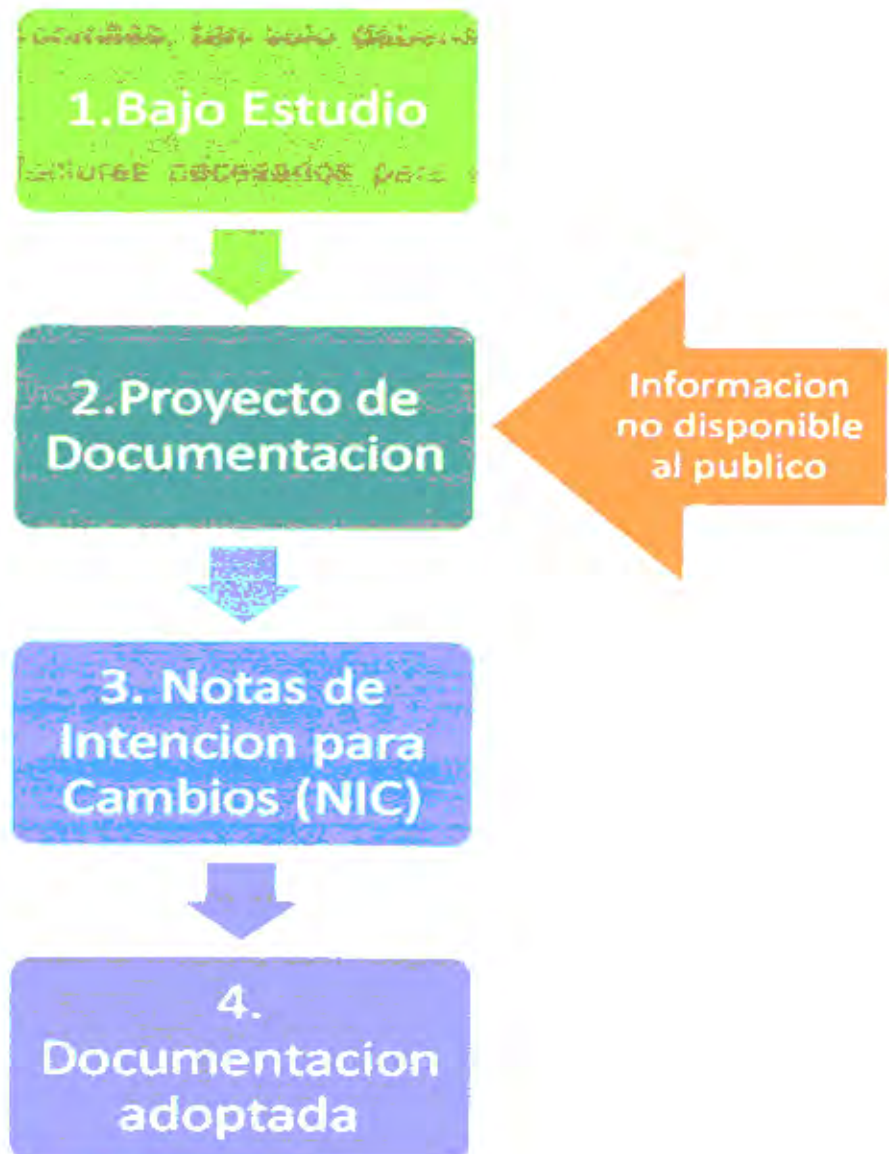 1.Bajo Estudio
2.Proyecto de
Documentacion
Informacion
no disponible
al publico
3. Notas de
Intencion para
Cambios (NIC)
4.
Documentacion
adoptada